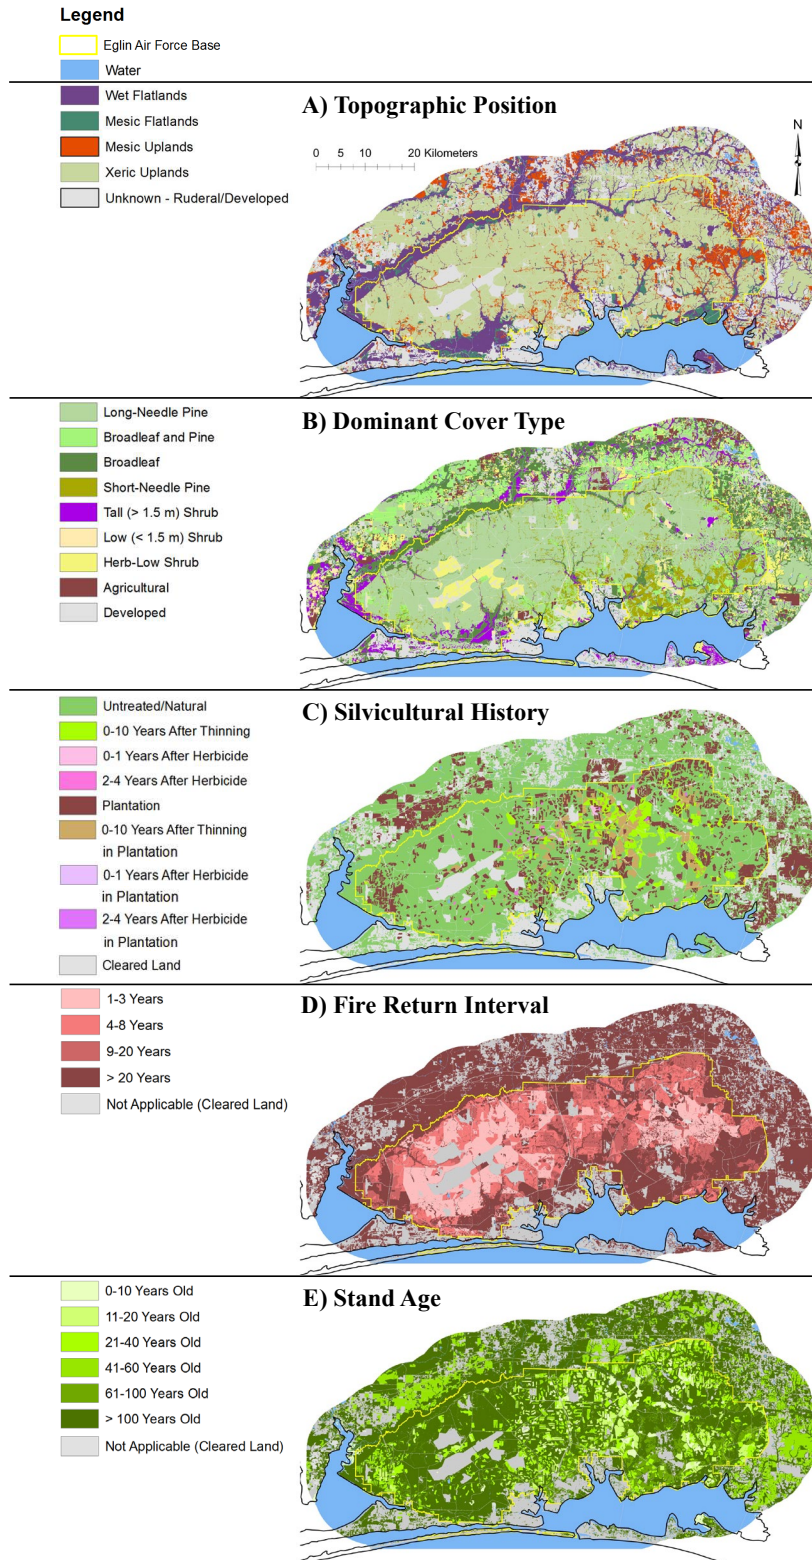 Legend
Eglin Air Force Base
Water
Wet Flatlands
Mesic Flatlands
Mesic Uplands
Xeric Uplands
Unknown - Ruderal/Developed
A) Topographic Position
0 5 10 20 Kilometers
N
Long-Needle Pine
Broadleaf and Pine
Broadleaf
Short-Needle Pine
Tall (> 1.5 m) Shrub
Low (< 1.5 m) Shrub
Herb-Low Shrub
Agricultural
Developed
B) Dominant Cover Type
Untreated/Natural
0-10 Years After Thinning
0-1 Years After Herbicide
2-4 Years After Herbicide
Plantation
0-10 Years After Thinning
in Plantation
0-1 Years After Herbicide
in Plantation
2-4 Years After Herbicide
in Plantation
Cleared Land
C) Silvicultural History
1-3 Years
4-8 Years
9-20 Years
> 20 Years
Not Applicable (Cleared Land)
D) Fire Return Interval
0-10 Years Old
11-20 Years Old
21-40 Years Old
41-60 Years Old
61-100 Years Old
> 100 Years Old
Not Applicable (Cleared Land)
E) Stand Age